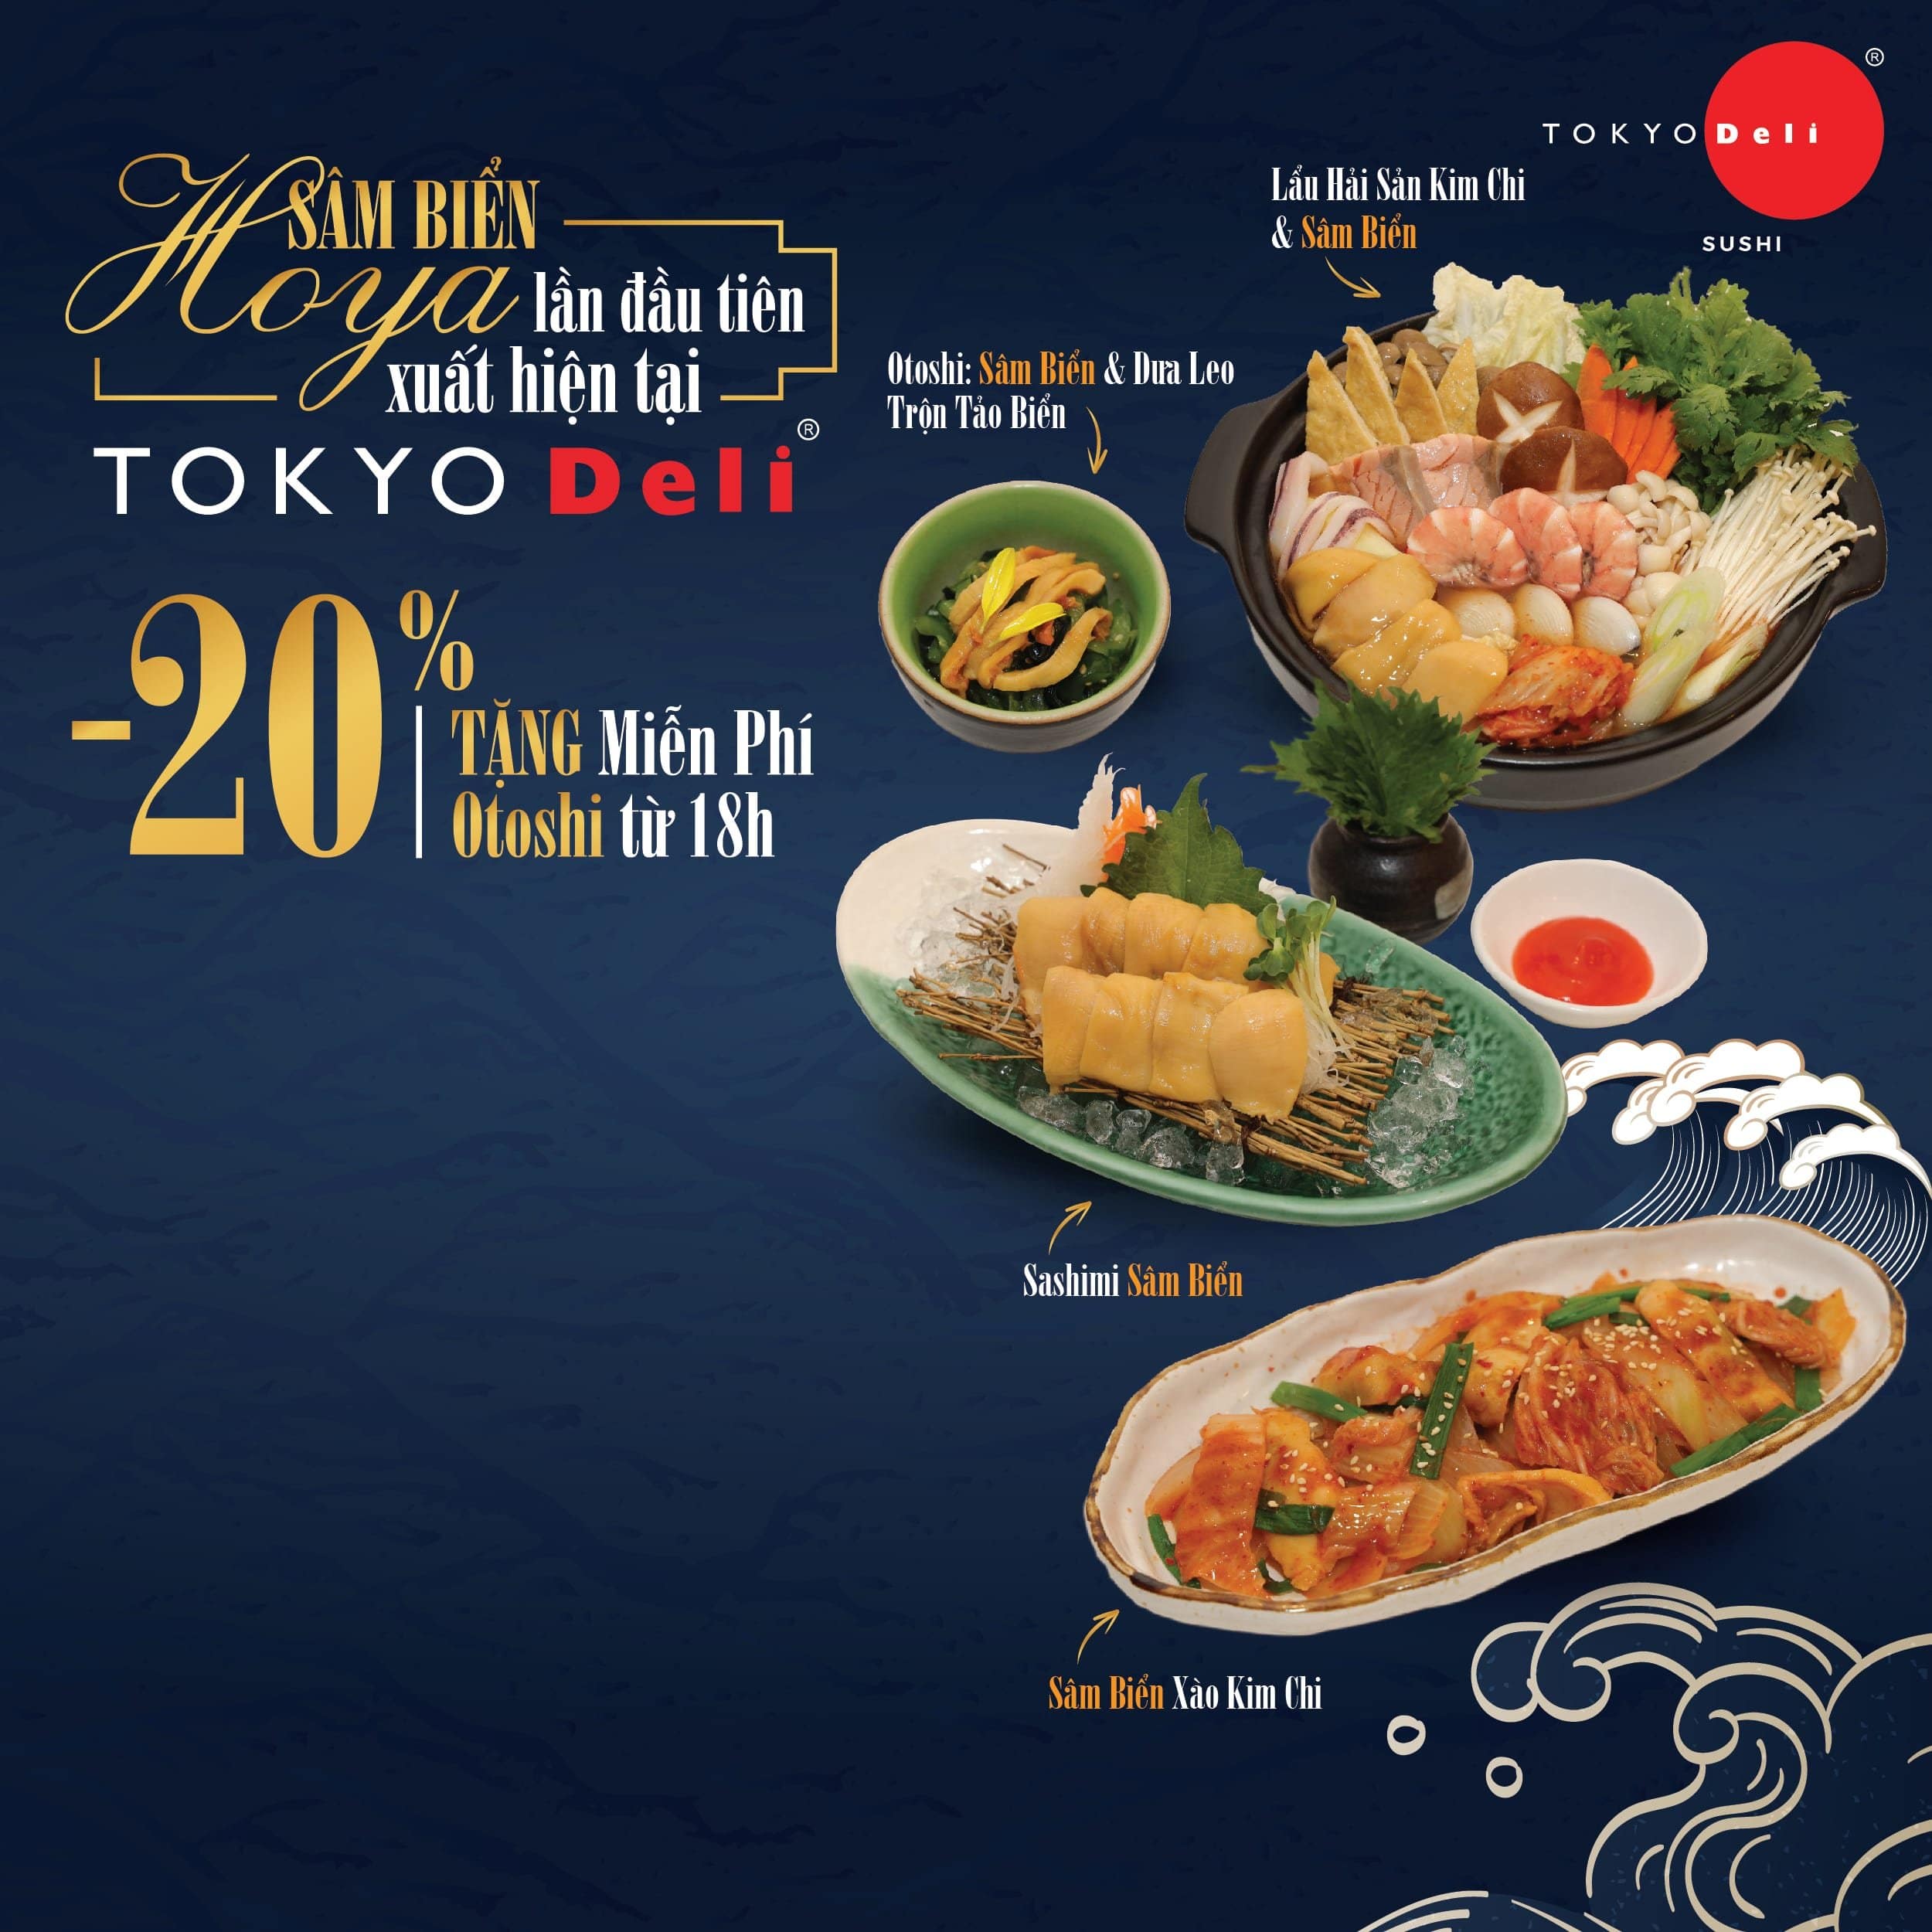 SÂM BIỂN
Hoya lần đầu tiên
xuất hiện tại
TOKYO Deli ®
-20%
TẶNG Miễn Phí
Otoshi từ 18h
TOKYO Deli ®
SUSHI
Lẩu Hải Sản Kim Chi
& Sâm Biển
Otoshi: Sâm Biển & Dưa Leo
Trộn Tảo Biển
Sashimi Sâm Biển
Sâm Biển Xào Kim Chi